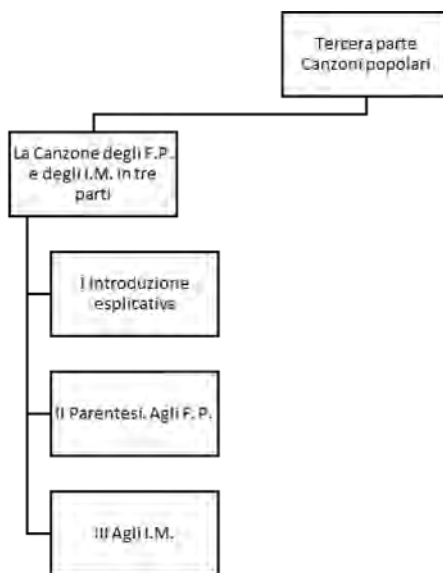 Tercera parte
Canzoni popolari
La Canzone degli F.P.
e degli I.M. in tre
parti
I Introduzione
esplicativa
II Parentesi. Agli F. P.
III Agli I.M.